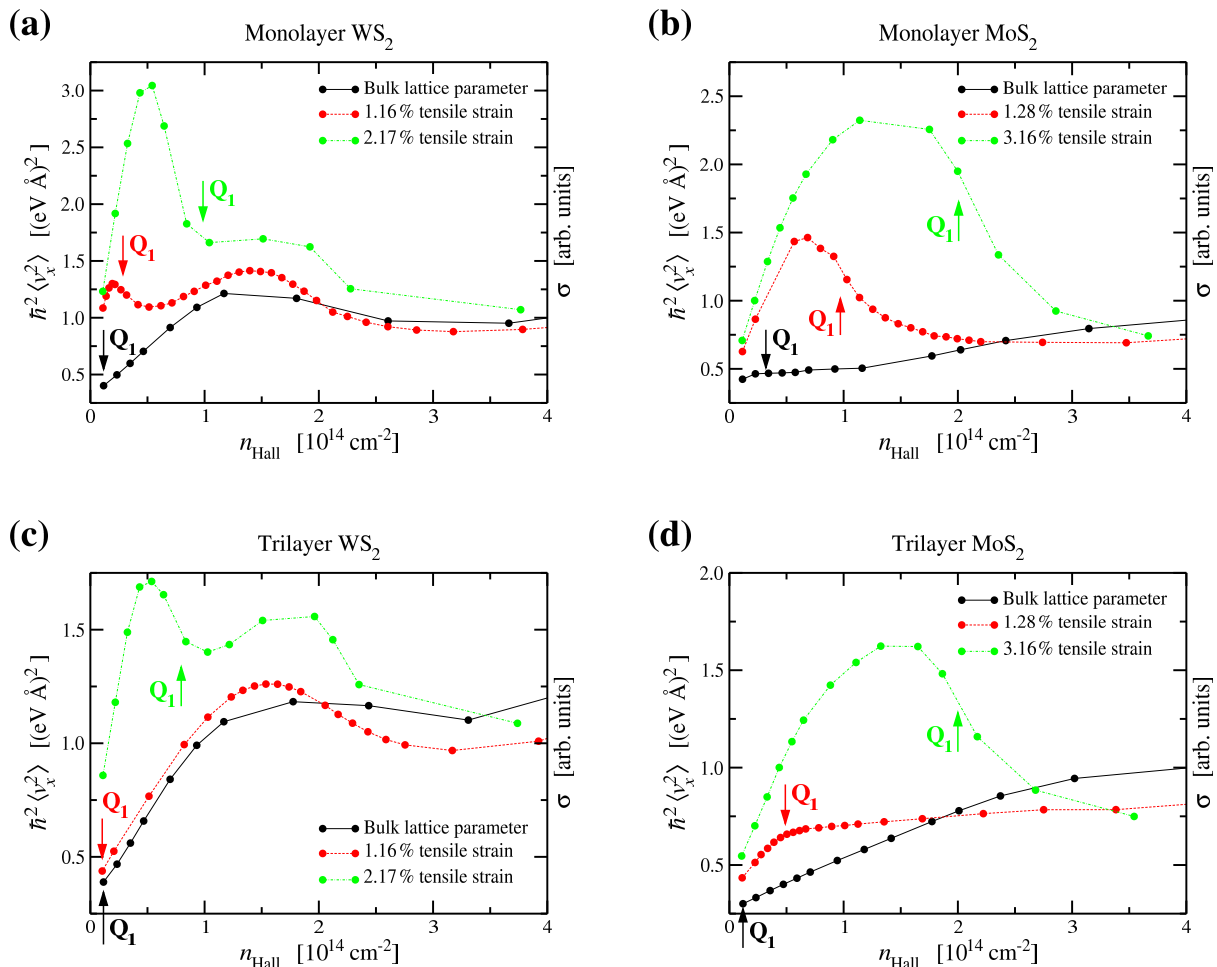 (a)
Monolayer WS₂
ħ² ⟨vₓ²⟩ [(eV Å)²]
3.0
2.5
2.0
1.5
1.0
0.5
Bulk lattice parameter
1.16% tensile strain
2.17% tensile strain
Q₁
Q₁
Q₁
σ [arb. units]
0 1 2 3 4
n_Hall [10¹⁴ cm⁻²]
(b)
Monolayer MoS₂
ħ² ⟨vₓ²⟩ [(eV Å)²]
2.5
2.0
1.5
1.0
0.5
Bulk lattice parameter
1.28% tensile strain
3.16% tensile strain
Q₁
Q₁
Q₁
σ [arb. units]
0 1 2 3 4
n_Hall [10¹⁴ cm⁻²]
(c)
Trilayer WS₂
ħ² ⟨vₓ²⟩ [(eV Å)²]
1.5
1.0
0.5
Q₁
Q₁
Q₁
Bulk lattice parameter
1.16% tensile strain
2.17% tensile strain
σ [arb. units]
0 1 2 3 4
n_Hall [10¹⁴ cm⁻²]
(d)
Trilayer MoS₂
ħ² ⟨vₓ²⟩ [(eV Å)²]
2.0
1.5
1.0
0.5
Bulk lattice parameter
1.28% tensile strain
3.16% tensile strain
Q₁
Q₁
Q₁
σ [arb. units]
0 1 2 3 4
n_Hall [10¹⁴ cm⁻²]